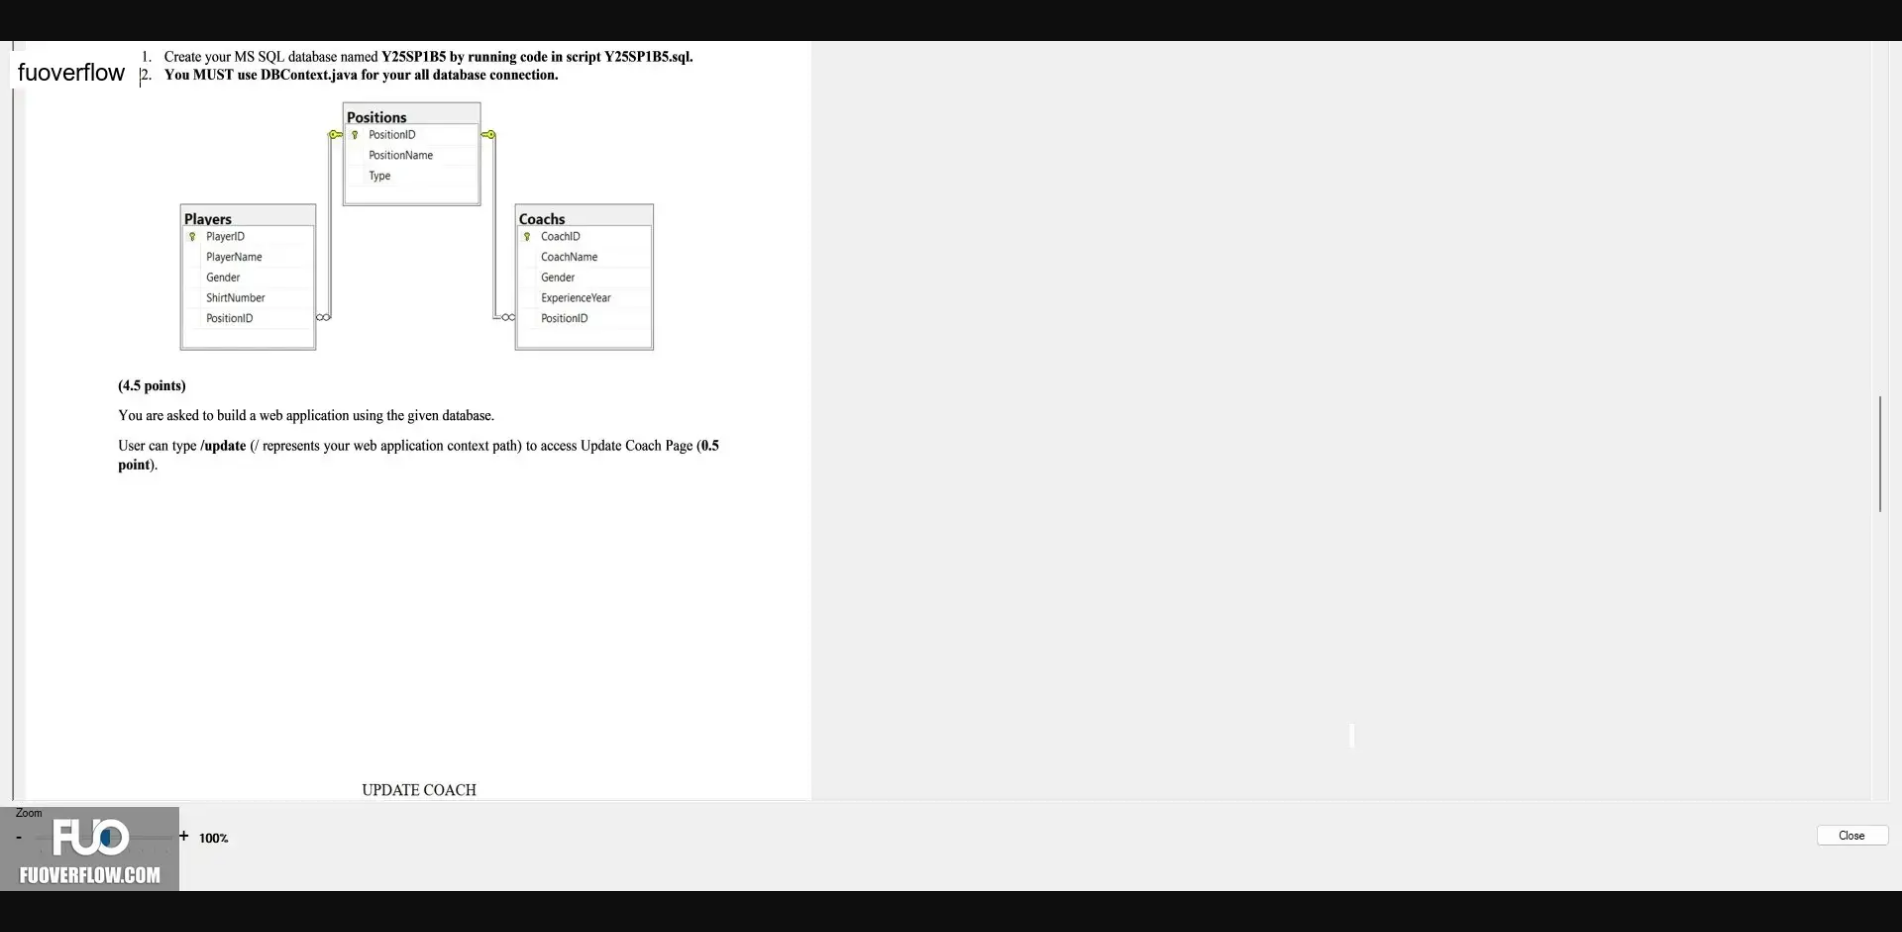 1. Create your MS SQL database named Y25SP1B5 by running code in script Y25SP1B5.sql.
fuoverflow
2. You MUST use DBContext.java for your all database connection.
Positions
PositionID
PositionName
Type
Players
PlayerID
PlayerName
Gender
ShirtNumber
PositionID
Coachs
CoachID
CoachName
Gender
ExperienceYear
PositionID
(4.5 points)
You are asked to build a web application using the given database.
User can type /update (/ represents your web application context path) to access Update Coach Page (0.5
point).
UPDATE COACH
Zoom
- + 100%
FUO
FUOVERFLOW.COM
Close